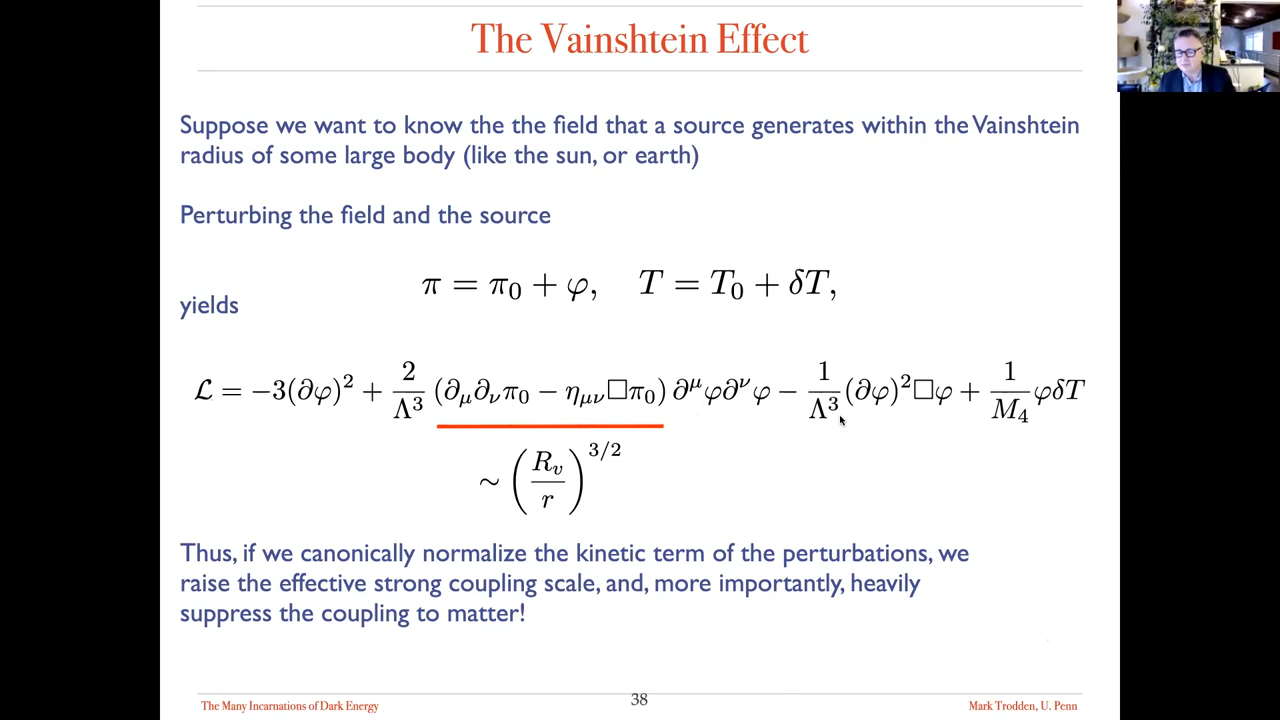 The Vainshtein Effect
Suppose we want to know the the field that a source generates within the Vainshtein
radius of some large body (like the sun, or earth)
Perturbing the field and the source
π = π₀ + φ,   T = T₀ + δT,
yields
ℒ = −3(∂φ)² + 2/Λ³ (∂_μ∂_νπ₀ − η_μν□π₀) ∂^μφ∂^νφ − 1/Λ³ (∂φ)²□φ + 1/M₄ φδT
∼ (R_v/r)^{3/2}
Thus, if we canonically normalize the kinetic term of the perturbations, we
raise the effective strong coupling scale, and, more importantly, heavily
suppress the coupling to matter!
The Many Incarnations of Dark Energy
38
Mark Trodden, U. Penn